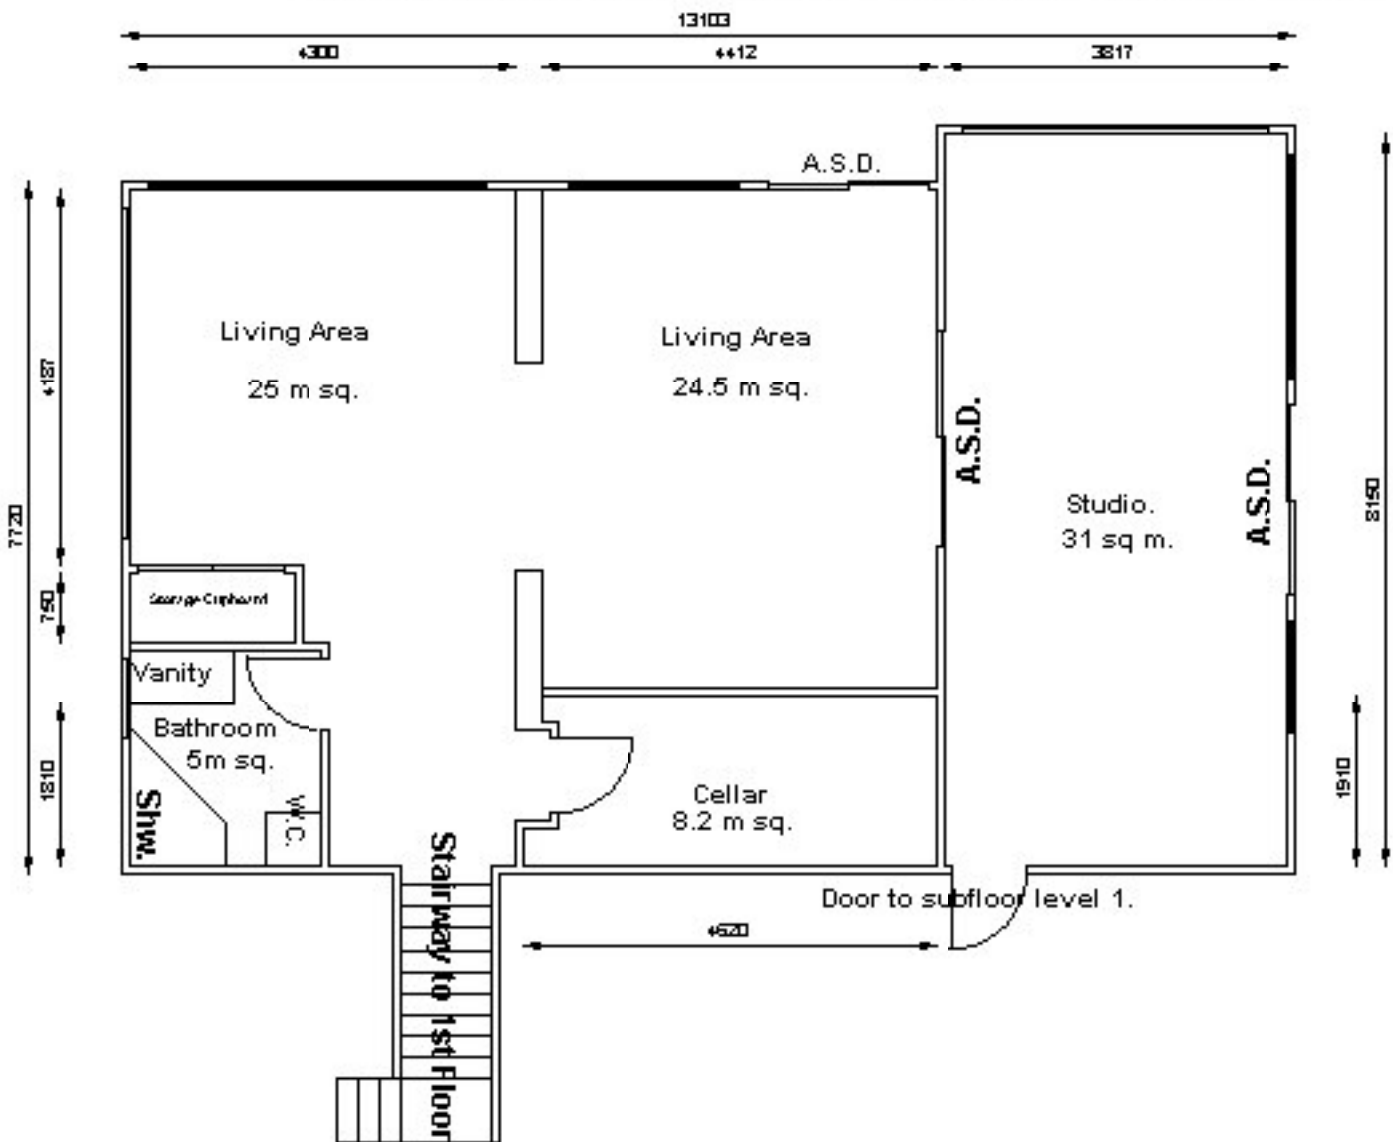 13103
4300
4412
3817
A.S.D.
Living Area
25 m sq.
Living Area
24.5 m sq.
A.S.D.
A.S.D.
Studio.
31 sq m.
4187
7720
8150
750
Storage Cupboard
Vanity
Bathroom
5m sq.
Shw.
W.C.
1810
Cellar
8.2 m sq.
1910
Stairway to 1st Floor
Door to subfloor level 1.
4620